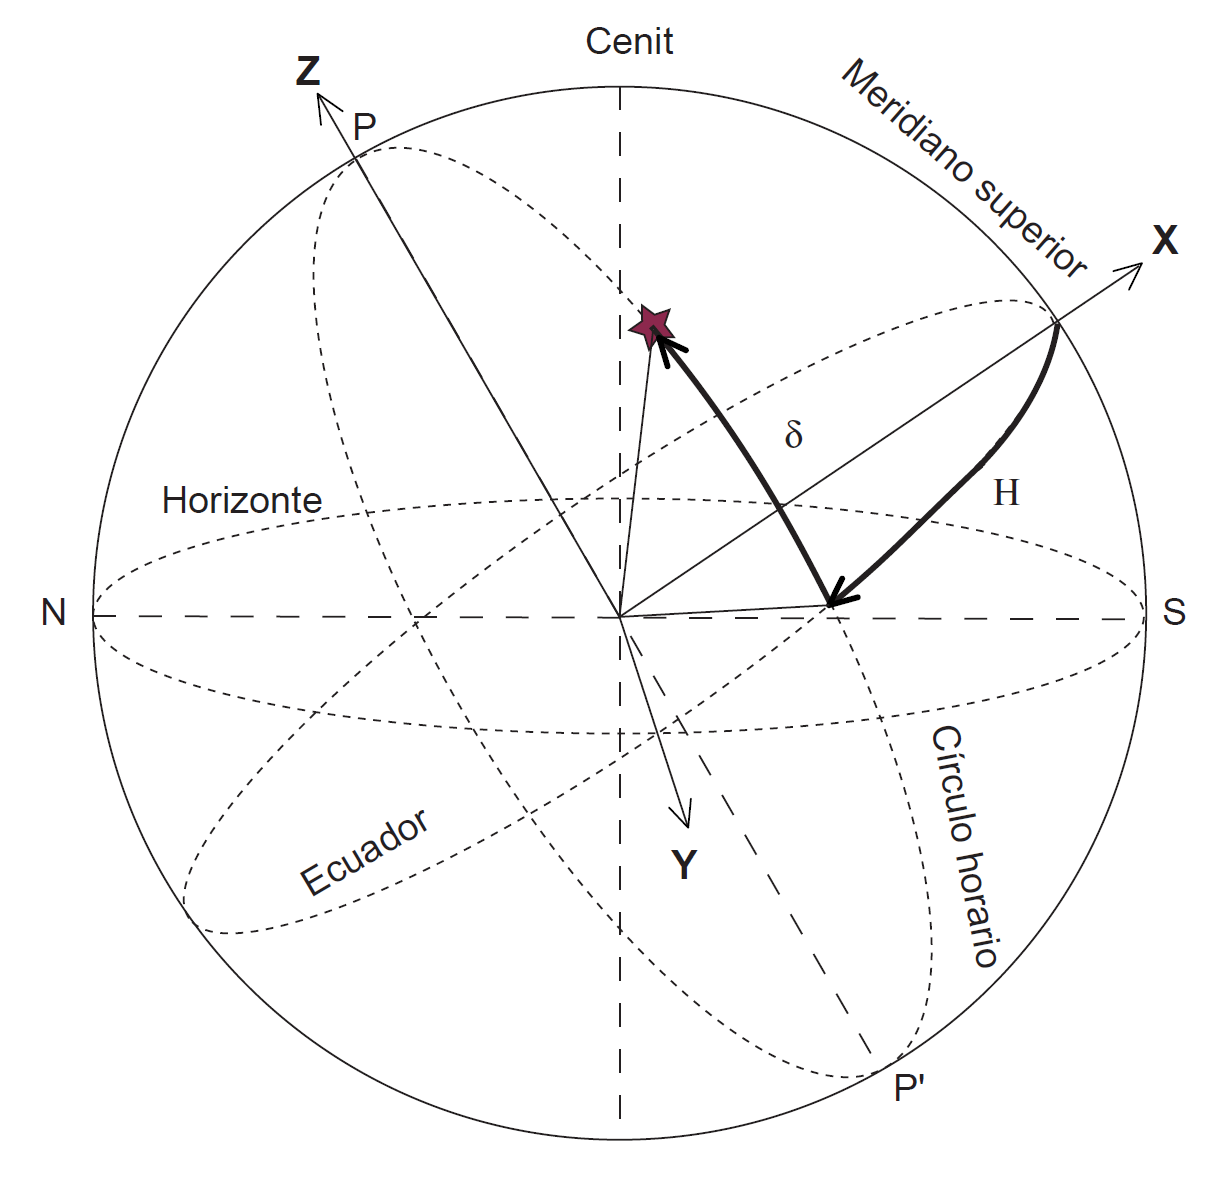 Cenit
Z
P
Meridiano superior
X
δ
H
Horizonte
N
S
Círculo horario
Ecuador
Y
P'